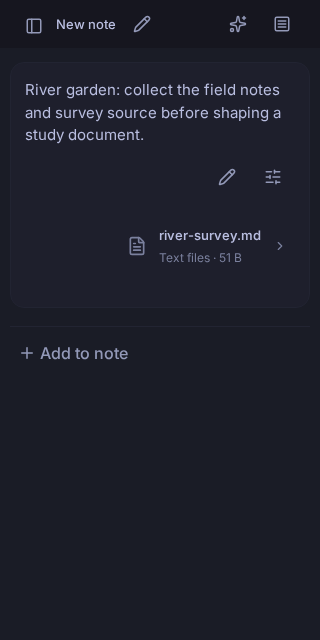 New note
River garden: collect the field notes
and survey source before shaping a
study document.
river-survey.md
Text files · 51 B
Add to note